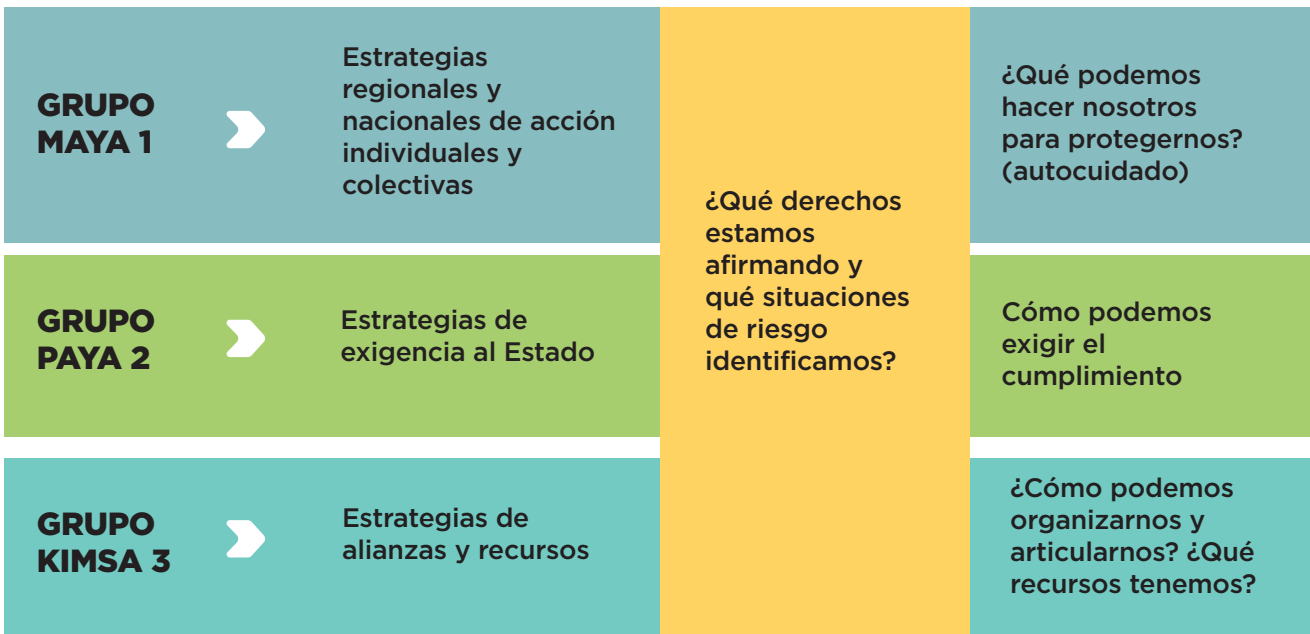 GRUPO
MAYA 1
Estrategias
regionales y
nacionales de acción
individuales y
colectivas
¿Qué podemos
hacer nosotros
para protegernos?
(autocuidado)
¿Qué derechos
estamos
afirmando y
qué situaciones
de riesgo
identificamos?
GRUPO
PAYA 2
Estrategias de
exigencia al Estado
Cómo podemos
exigir el
cumplimiento
GRUPO
KIMSA 3
Estrategias de
alianzas y recursos
¿Cómo podemos
organizarnos y
articularnos? ¿Qué
recursos tenemos?